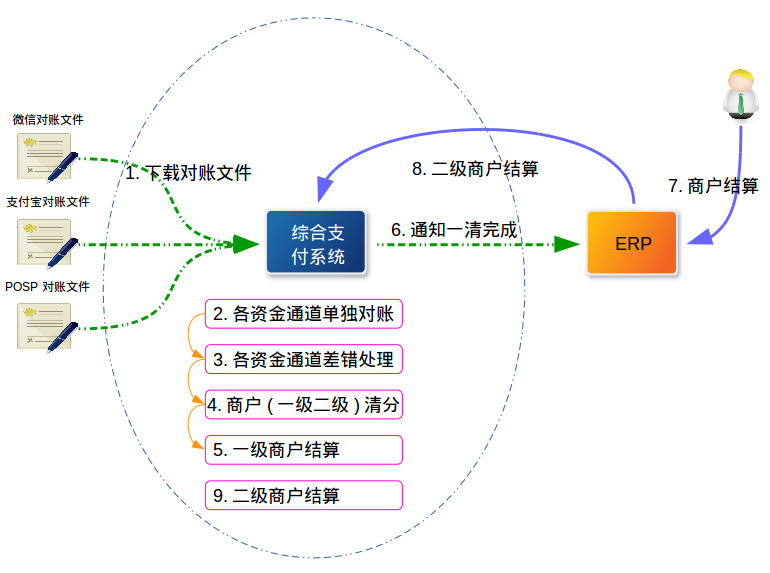 微信对账文件
1. 下载对账文件
8. 二级商户结算
7. 商户结算
支付宝对账文件
综合支
付系统
6. 通知一清完成
ERP
POSP 对账文件
2. 各资金通道单独对账
3. 各资金通道差错处理
4. 商户 ( 一级二级 ) 清分
5. 一级商户结算
9. 二级商户结算